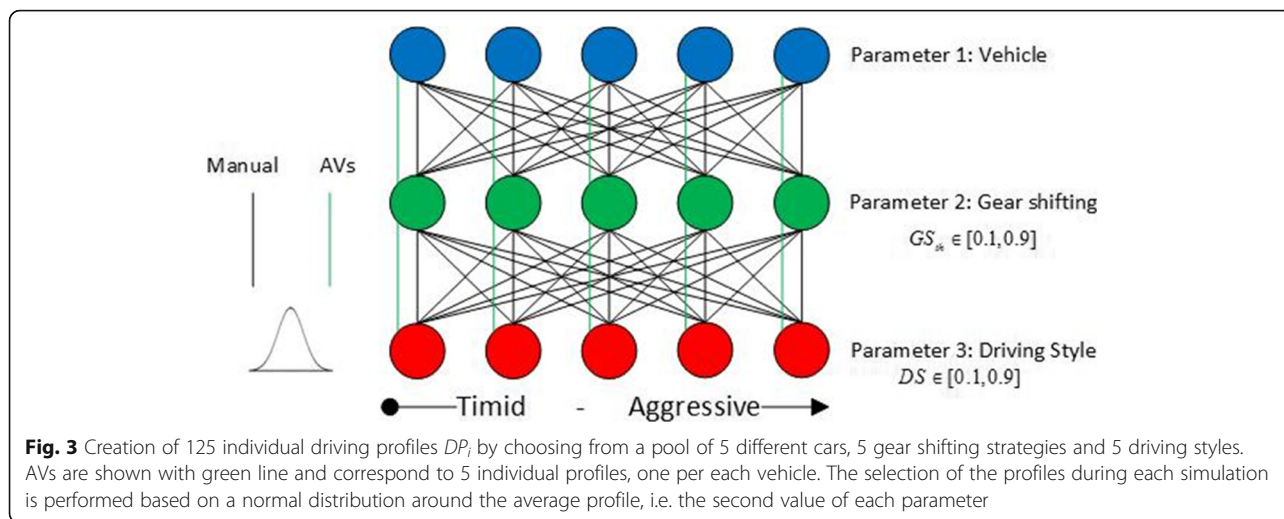 Parameter 1: Vehicle
Manual AVs
Parameter 2: Gear shifting
GS_th ∈ [0.1, 0.9]
Parameter 3: Driving Style
DS ∈ [0.1, 0.9]
Timid - Aggressive
Fig. 3 Creation of 125 individual driving profiles DP_i by choosing from a pool of 5 different cars, 5 gear shifting strategies and 5 driving styles.
AVs are shown with green line and correspond to 5 individual profiles, one per each vehicle. The selection of the profiles during each simulation
is performed based on a normal distribution around the average profile, i.e. the second value of each parameter